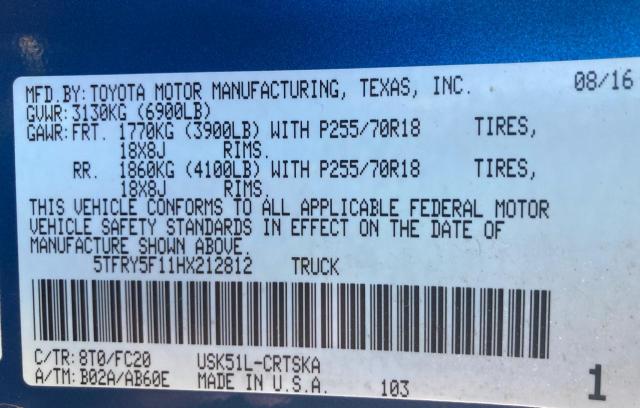 MFD.BY:TOYOTA MOTOR MANUFACTURING, TEXAS, INC. 08/16
GVWR:3130KG (6900LB)
GAWR:FRT. 1770KG (3900LB) WITH P255/70R18 TIRES,
18X8J RIMS.
RR. 1860KG (4100LB) WITH P255/70R18 TIRES,
18X8J RIMS.
THIS VEHICLE CONFORMS TO ALL APPLICABLE FEDERAL MOTOR
VEHICLE SAFETY STANDARDS IN EFFECT ON THE DATE OF
MANUFACTURE SHOWN ABOVE.
5TFRY5F11HX212812 TRUCK
C/TR:8T0/FC20 USK51L-CRTSKA
A/TM:B02A/AB60E MADE IN U.S.A. 103 1